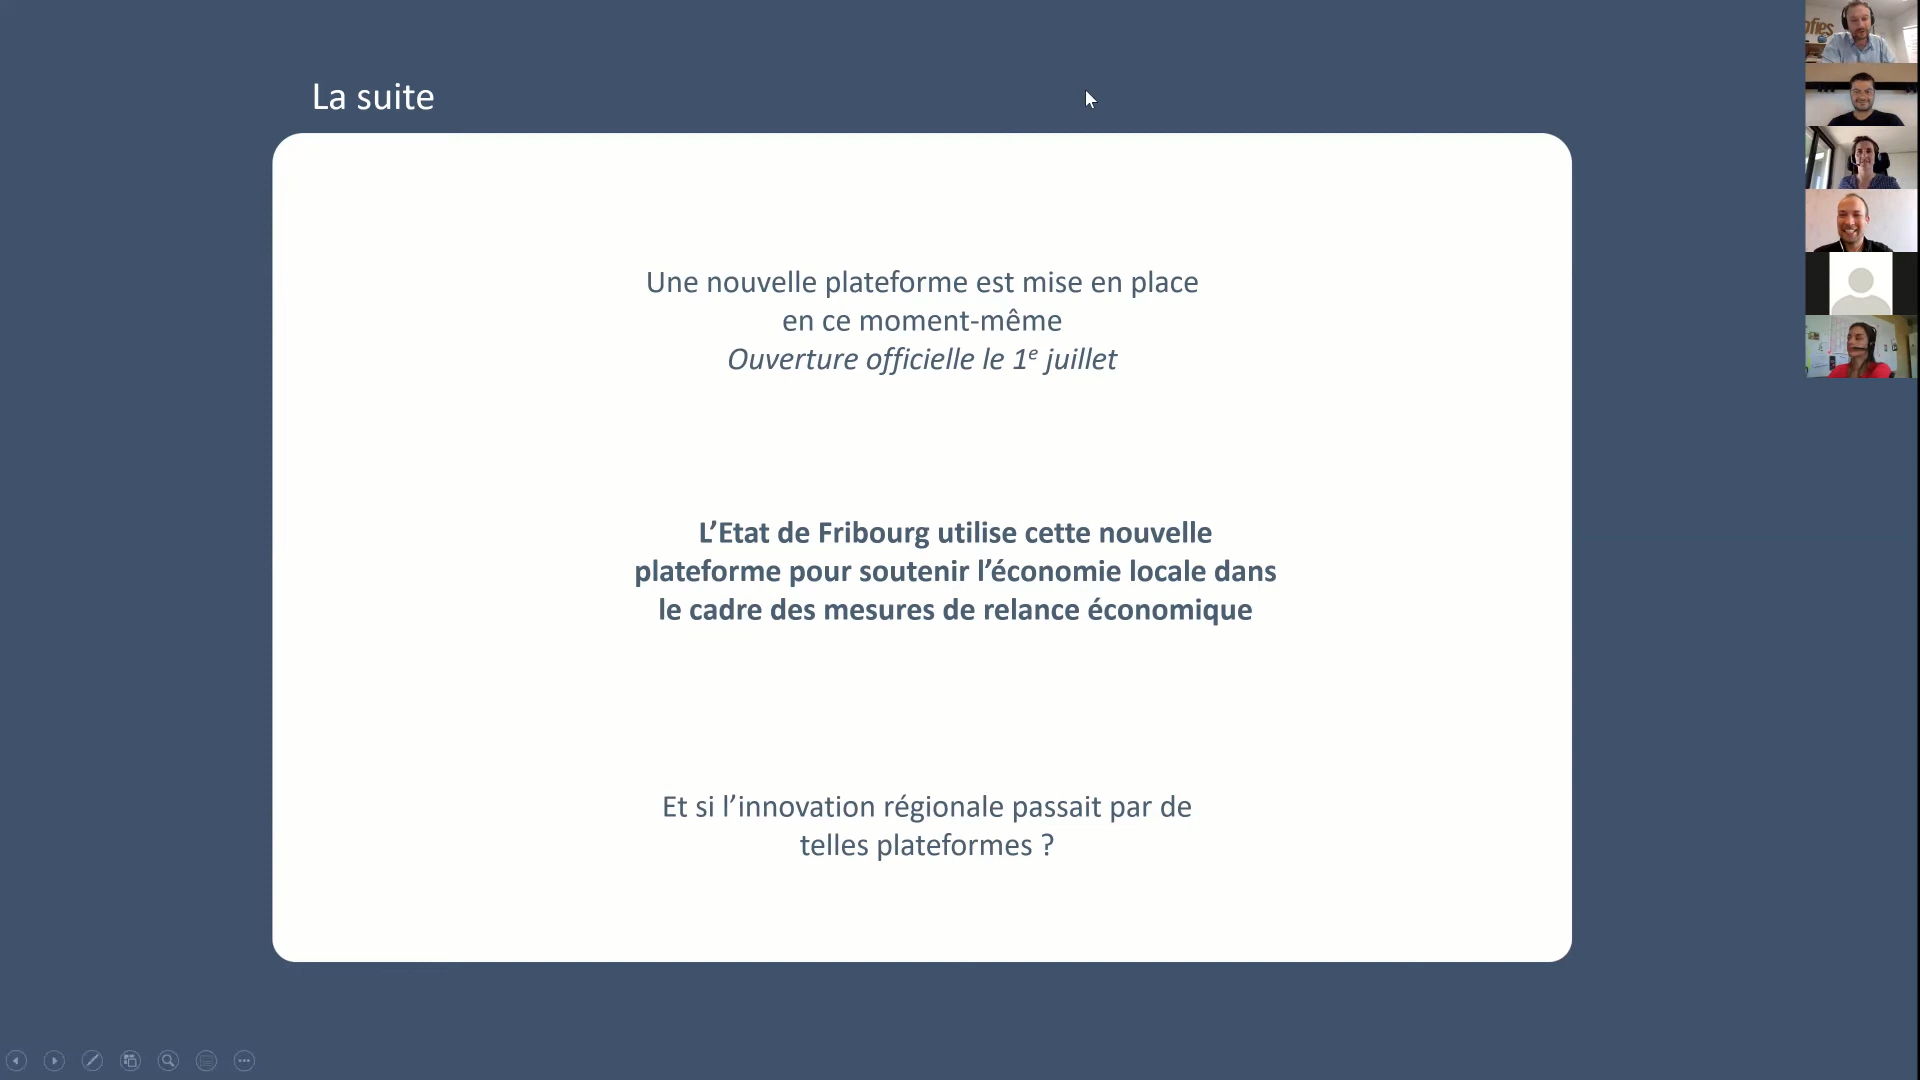 La suite
Une nouvelle plateforme est mise en place
en ce moment-même
Ouverture officielle le 1e juillet
L’Etat de Fribourg utilise cette nouvelle
plateforme pour soutenir l’économie locale dans
le cadre des mesures de relance économique
Et si l’innovation régionale passait par de
telles plateformes ?